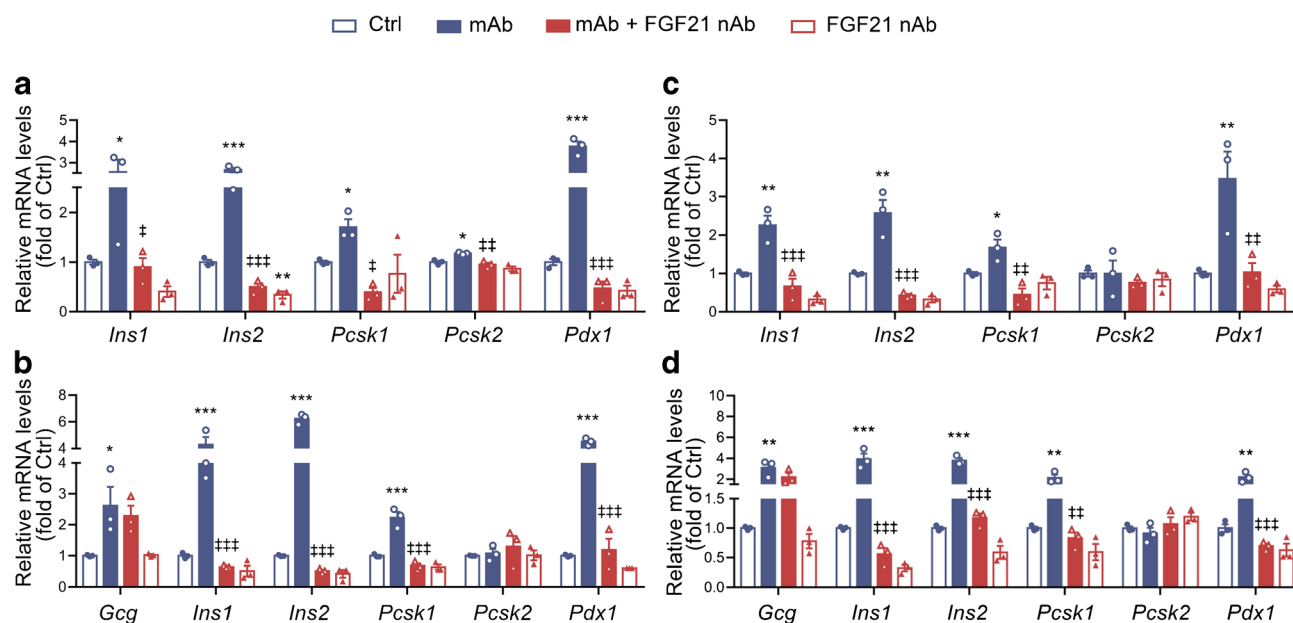 Ctrl mAb mAb + FGF21 nAb FGF21 nAb
a
Relative mRNA levels
(fold of Ctrl)
5
4
3
2
1
0
* *** * * ***
‡ ‡‡‡ ** ‡ ‡‡ ‡‡‡
Ins1 Ins2 Pcsk1 Pcsk2 Pdx1
c
Relative mRNA levels
(fold of Ctrl)
5
4
3
2
1
0
** ** * **
‡‡‡ ‡‡‡ ‡‡ ‡‡
Ins1 Ins2 Pcsk1 Pcsk2 Pdx1
b
Relative mRNA levels
(fold of Ctrl)
8
6
4
4
3
2
1
0
* *** *** *** ***
‡‡‡ ‡‡‡ ‡‡‡ ‡‡‡
Gcg Ins1 Ins2 Pcsk1 Pcsk2 Pdx1
d
Relative mRNA levels
(fold of Ctrl)
10
8
6
4
2
1.5
1.0
0.5
0.0
** *** *** ** **
‡‡‡ ‡‡‡ ‡‡ ‡‡‡
Gcg Ins1 Ins2 Pcsk1 Pcsk2 Pdx1